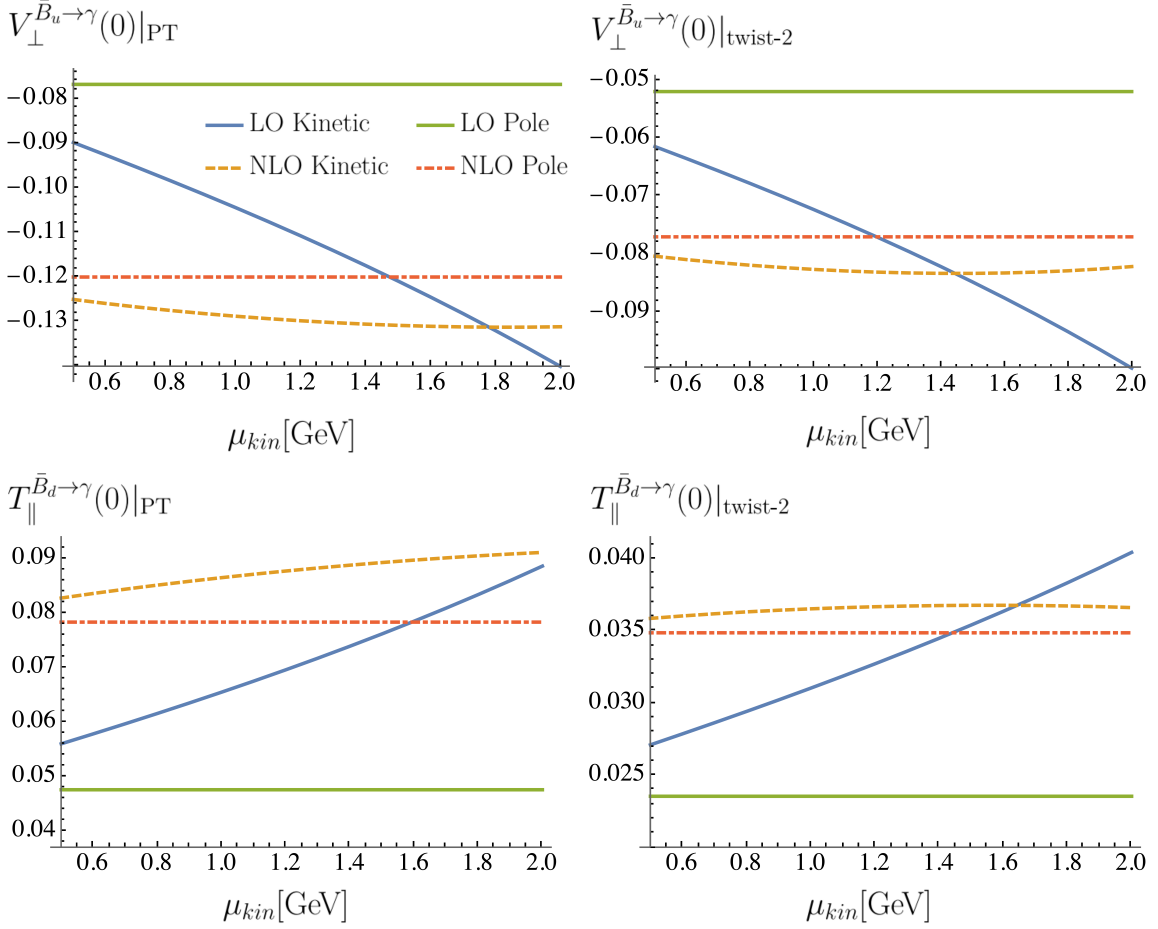 V_⊥^{B̄_u→γ}(0)|_PT
−0.08
−0.09
−0.10
−0.11
−0.12
−0.13
LO Kinetic
LO Pole
NLO Kinetic
NLO Pole
0.6 0.8 1.0 1.2 1.4 1.6 1.8 2.0
μ_kin[GeV]
V_⊥^{B̄_u→γ}(0)|_twist-2
−0.05
−0.06
−0.07
−0.08
−0.09
0.6 0.8 1.0 1.2 1.4 1.6 1.8 2.0
μ_kin[GeV]
T_∥^{B̄_d→γ}(0)|_PT
0.09
0.08
0.07
0.06
0.05
0.04
0.6 0.8 1.0 1.2 1.4 1.6 1.8 2.0
μ_kin[GeV]
T_∥^{B̄_d→γ}(0)|_twist-2
0.040
0.035
0.030
0.025
0.6 0.8 1.0 1.2 1.4 1.6 1.8 2.0
μ_kin[GeV]